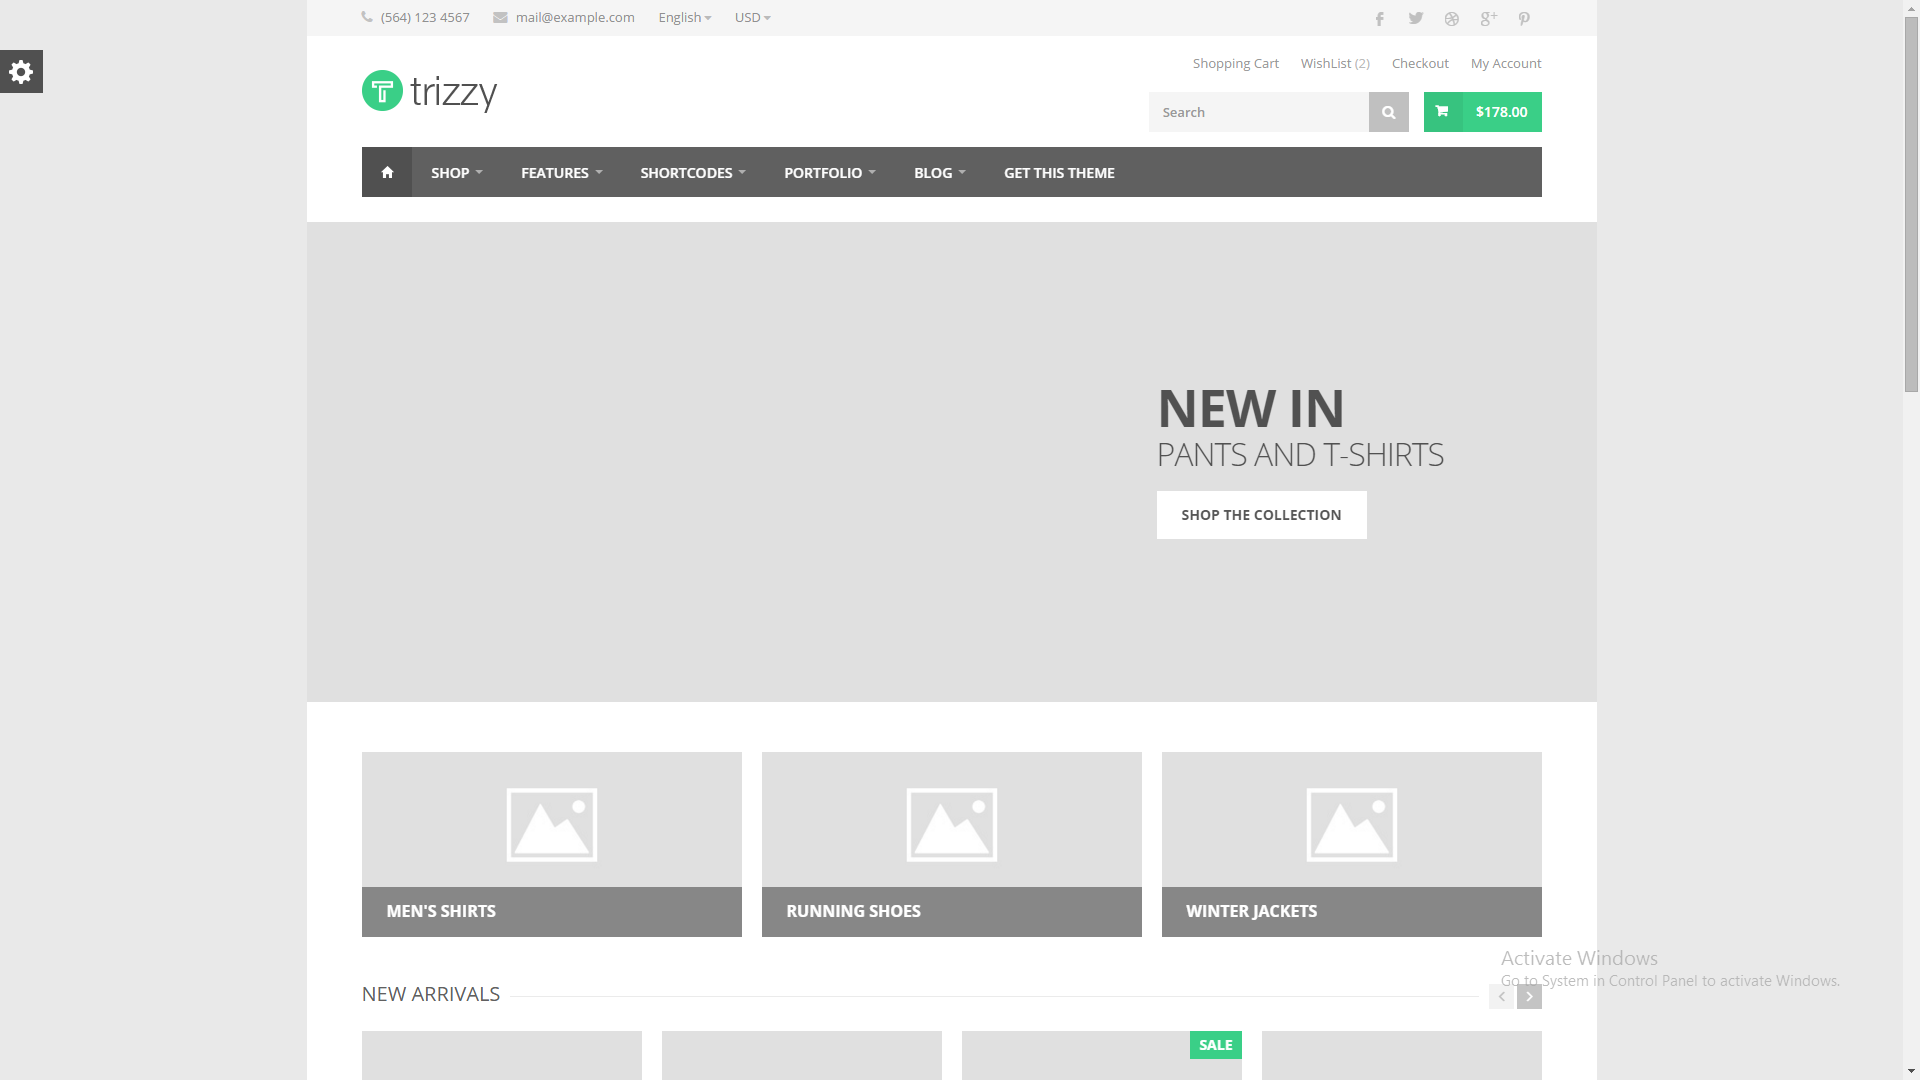 (564) 123 4567 mail@example.com English USD
Shopping Cart WishList (2) Checkout My Account
trizzy
Search $178.00
SHOP FEATURES SHORTCODES PORTFOLIO BLOG GET THIS THEME
NEW IN
PANTS AND T-SHIRTS
SHOP THE COLLECTION
MEN'S SHIRTS RUNNING SHOES WINTER JACKETS
Activate Windows
Go to System in Control Panel to activate Windows.
NEW ARRIVALS
SALE